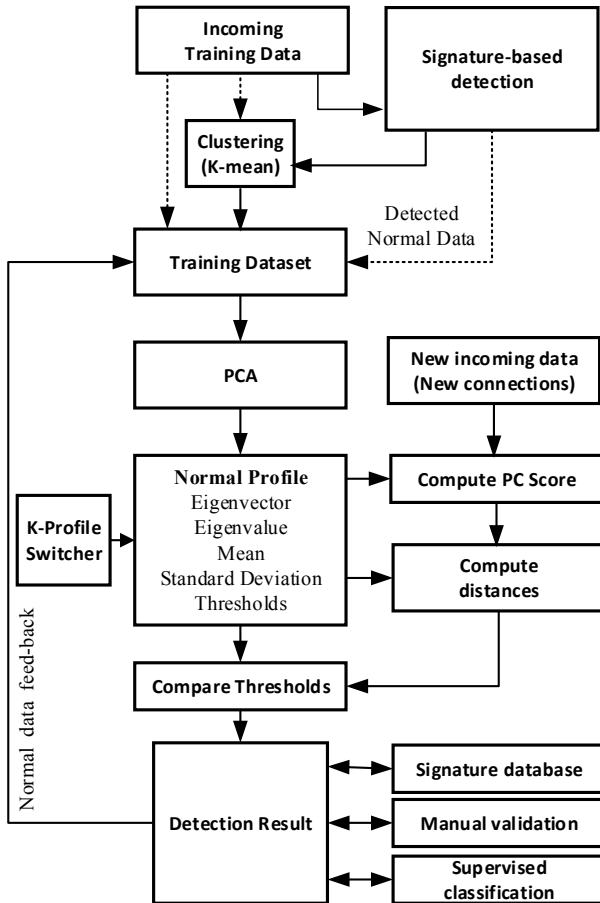 Incoming
Training Data
Signature-based
detection
Clustering
(K-mean)
Detected
Normal Data
Training Dataset
PCA
New incoming data
(New connections)
Normal Profile
Eigenvector
Eigenvalue
Mean
Standard Deviation
Thresholds
Compute PC Score
K-Profile
Switcher
Compute
distances
Normal data feed-back
Compare Thresholds
Detection Result
Signature database
Manual validation
Supervised
classification